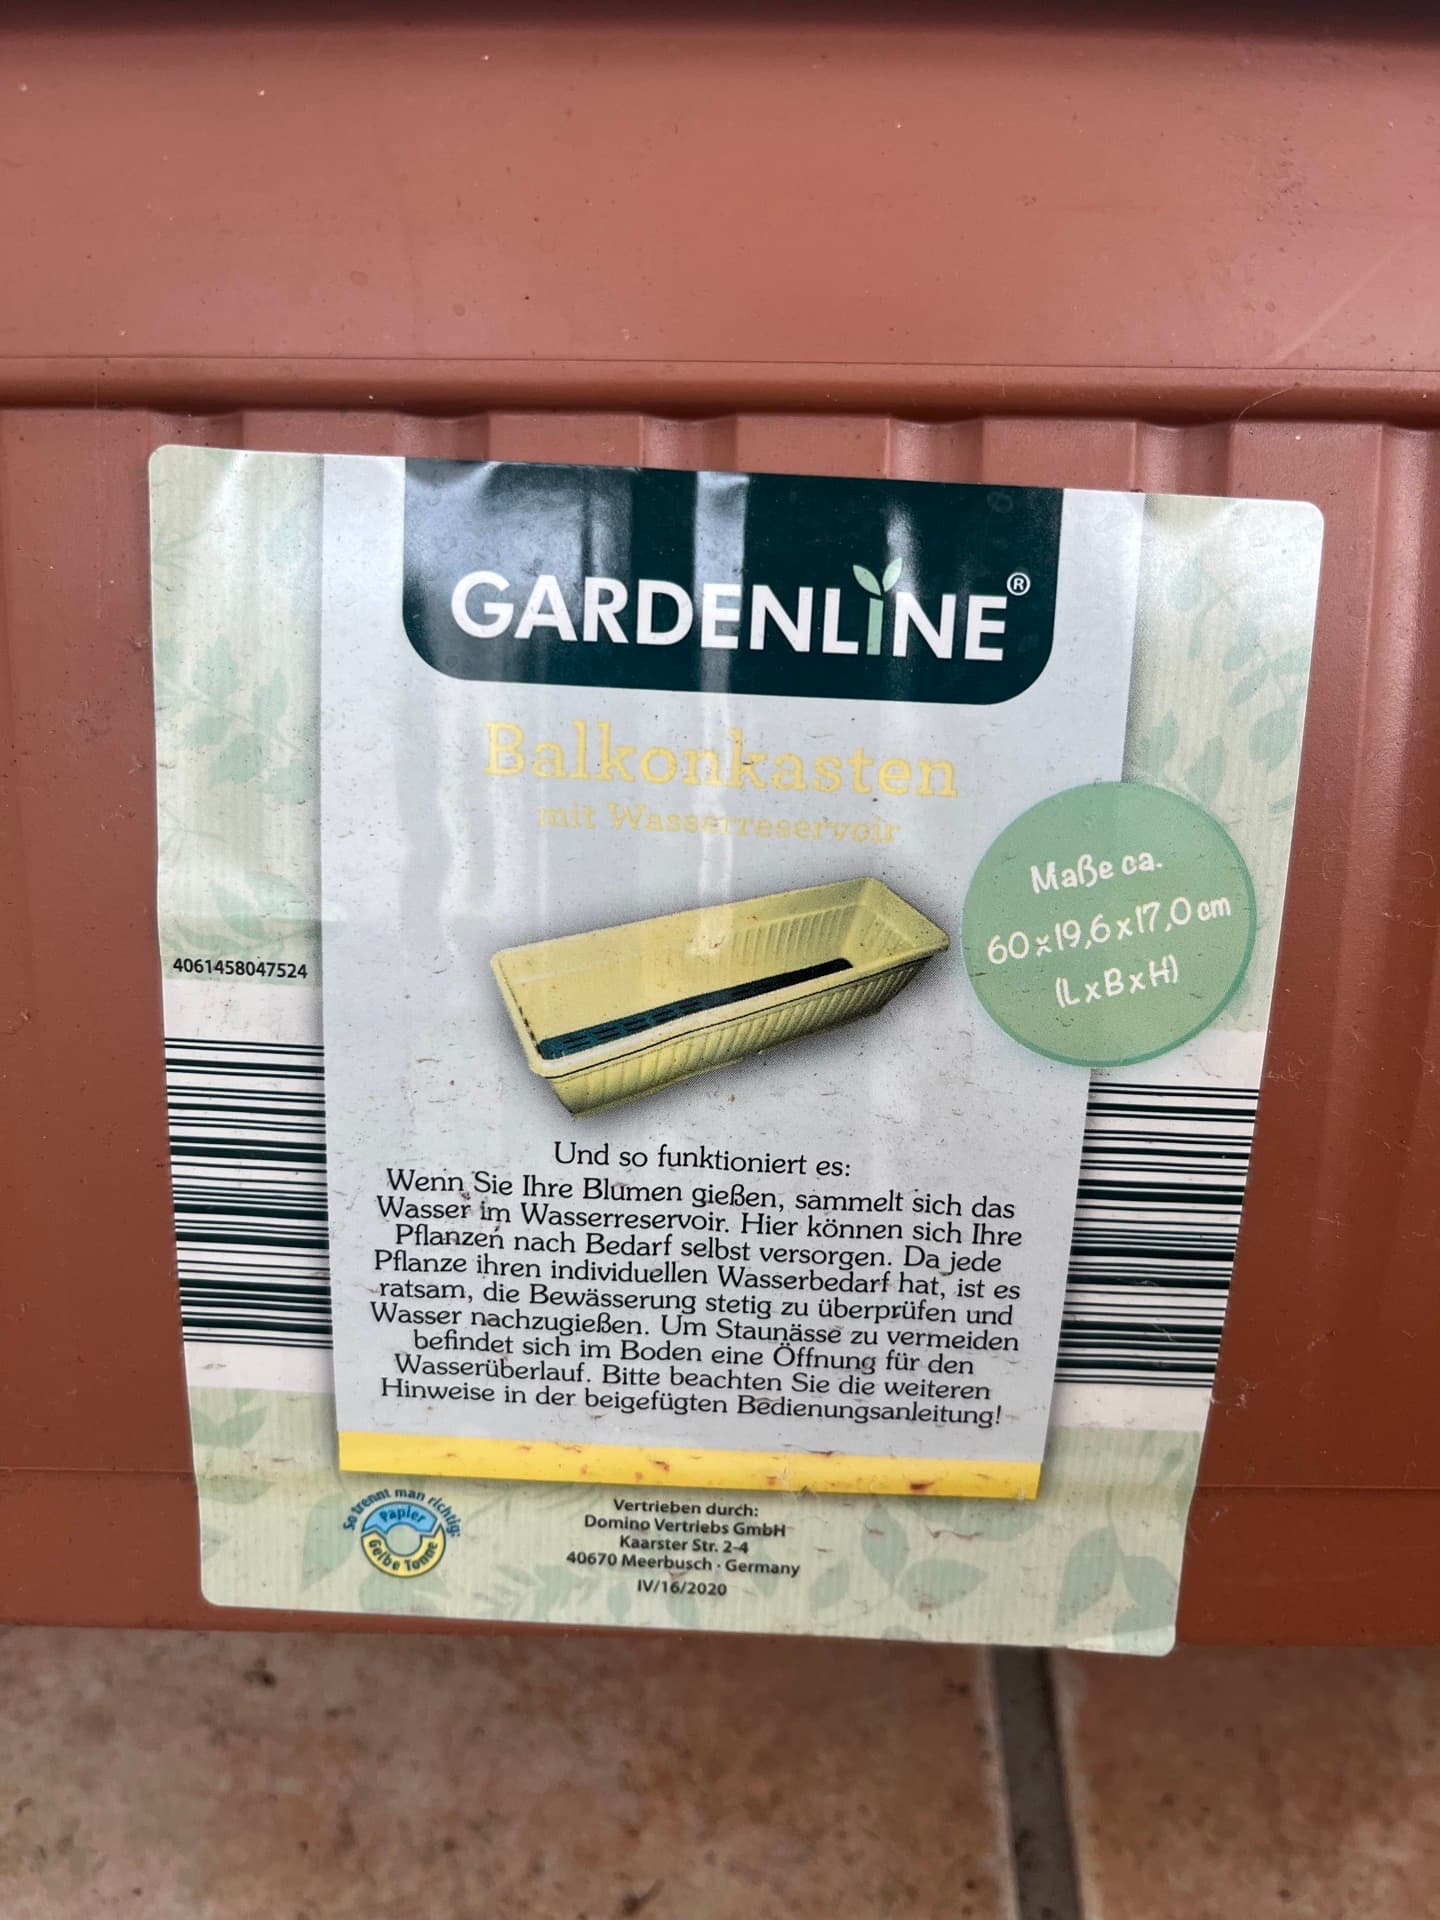 GARDENLINE®
Balkonkasten
mit Wasserreservoir
Maße ca.
60 x 19,6 x 17,0 cm
(L x B x H)
4061458047524
Und so funktioniert es:
Wenn Sie Ihre Blumen gießen, sammelt sich das
Wasser im Wasserreservoir. Hier können sich Ihre
Pflanzen nach Bedarf selbst versorgen. Da jede
Pflanze ihren individuellen Wasserbedarf hat, ist es
ratsam, die Bewässerung stetig zu überprüfen und
Wasser nachzugießen. Um Staunässe zu vermeiden
befindet sich im Boden eine Öffnung für den
Wasserüberlauf. Bitte beachten Sie die weiteren
Hinweise in der beigefügten Bedienungsanleitung!
So trennt man richtig:
Papier
Gelbe Tonne
Vertrieben durch:
Domino Vertriebs GmbH
Kaarster Str. 2-4
40670 Meerbusch · Germany
IV/16/2020